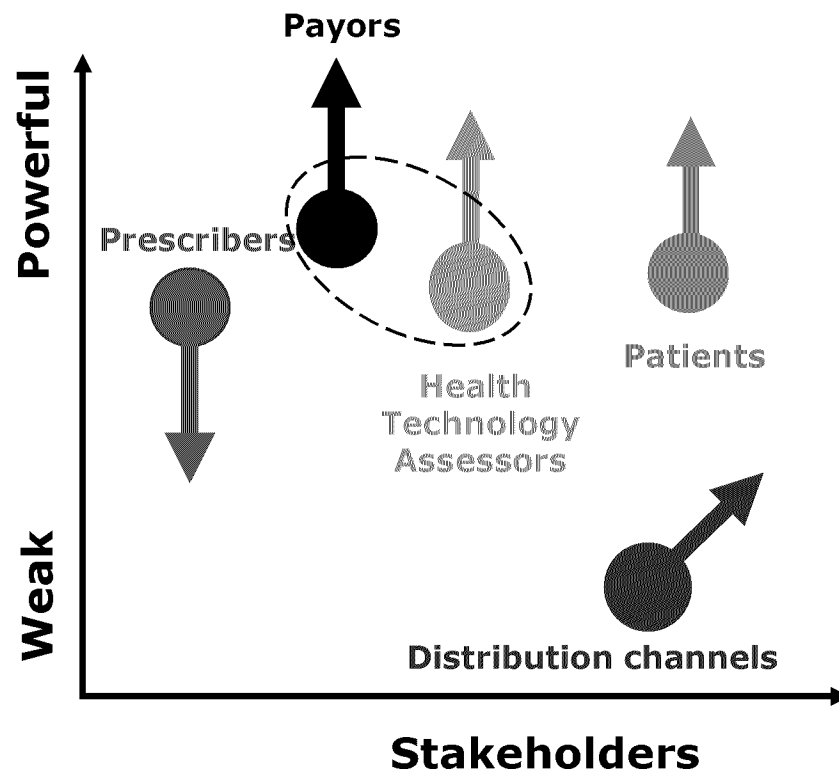 Payors
Powerful
Prescribers
Patients
Health
Technology
Assessors
Weak
Distribution channels
Stakeholders